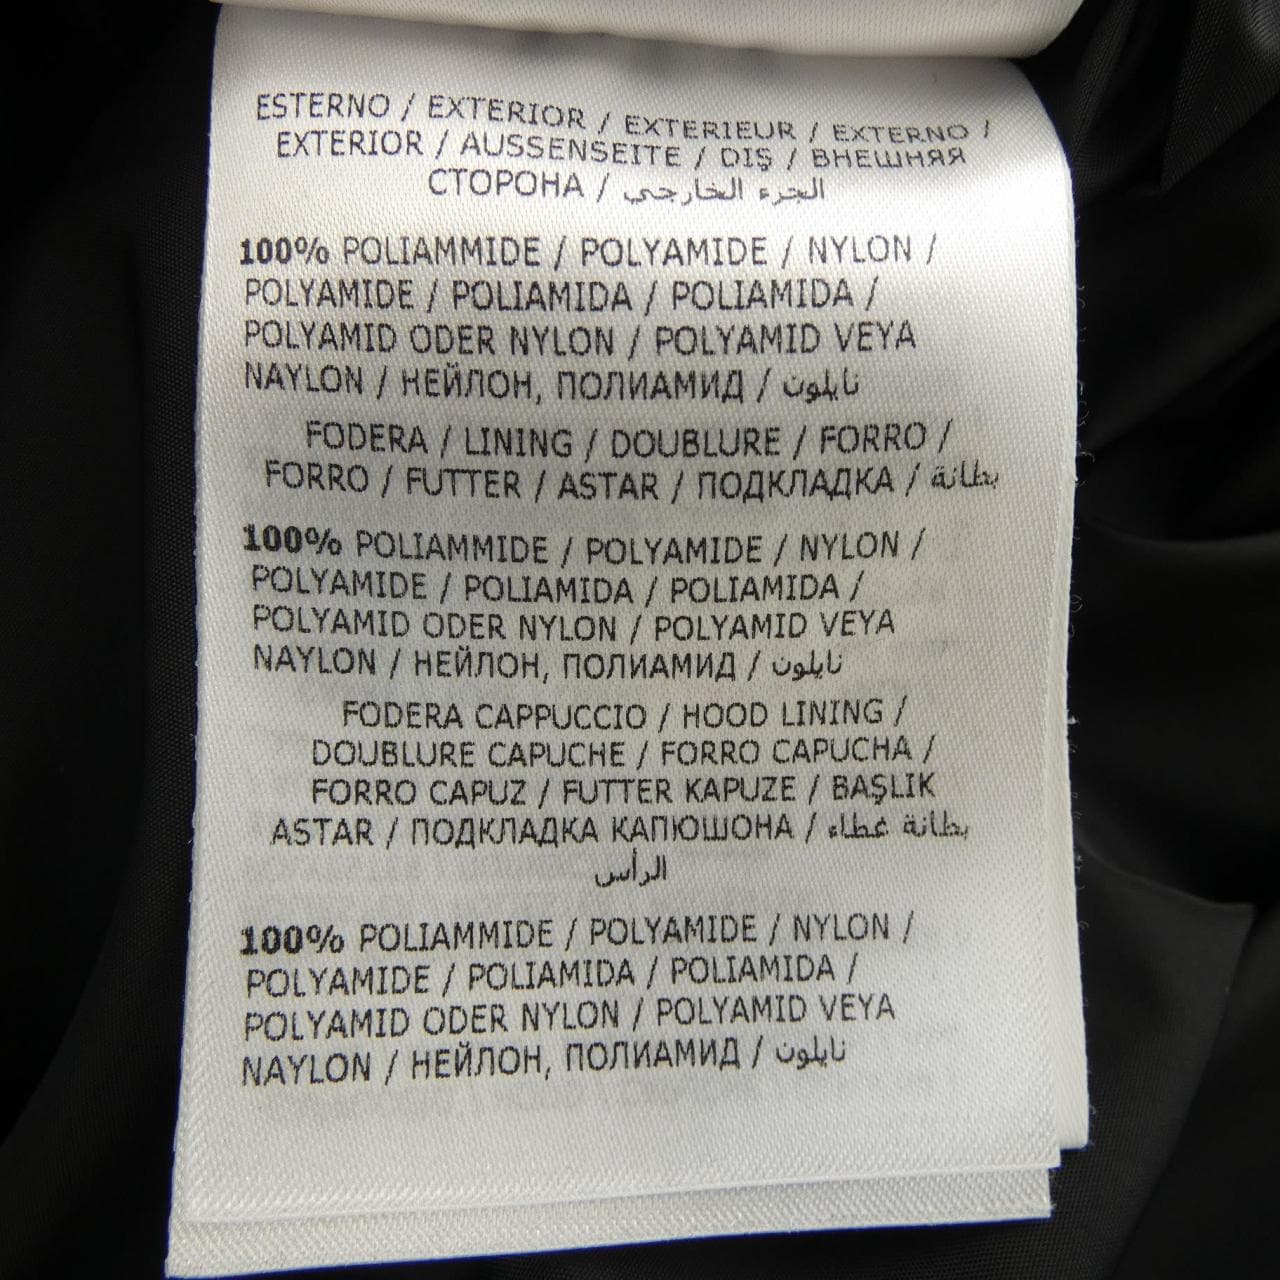 ESTERNO / EXTERIOR / EXTERIEUR / EXTERNO /
EXTERIOR / AUSSENSEITE / DIŞ / ВНЕШНЯЯ
СТОРОНА / الجزء الخارجي
100% POLIAMMIDE / POLYAMIDE / NYLON /
POLYAMIDE / POLIAMIDA / POLIAMIDA /
POLYAMID ODER NYLON / POLYAMID VEYA
NAYLON / НЕЙЛОН, ПОЛИАМИД / نايلون
FODERA / LINING / DOUBLURE / FORRO /
FORRO / FUTTER / ASTAR / ПОДКЛАДКА / بطانة
100% POLIAMMIDE / POLYAMIDE / NYLON /
POLYAMIDE / POLIAMIDA / POLIAMIDA /
POLYAMID ODER NYLON / POLYAMID VEYA
NAYLON / НЕЙЛОН, ПОЛИАМИД / نايلون
FODERA CAPPUCCIO / HOOD LINING /
DOUBLURE CAPUCHE / FORRO CAPUCHA /
FORRO CAPUZ / FUTTER KAPUZE / BAŞLIK
ASTAR / ПОДКЛАДКА КАПЮШОНА / بطانة غطاء
الرأس
100% POLIAMMIDE / POLYAMIDE / NYLON /
POLYAMIDE / POLIAMIDA / POLIAMIDA /
POLYAMID ODER NYLON / POLYAMID VEYA
NAYLON / НЕЙЛОН, ПОЛИАМИД / نايلون